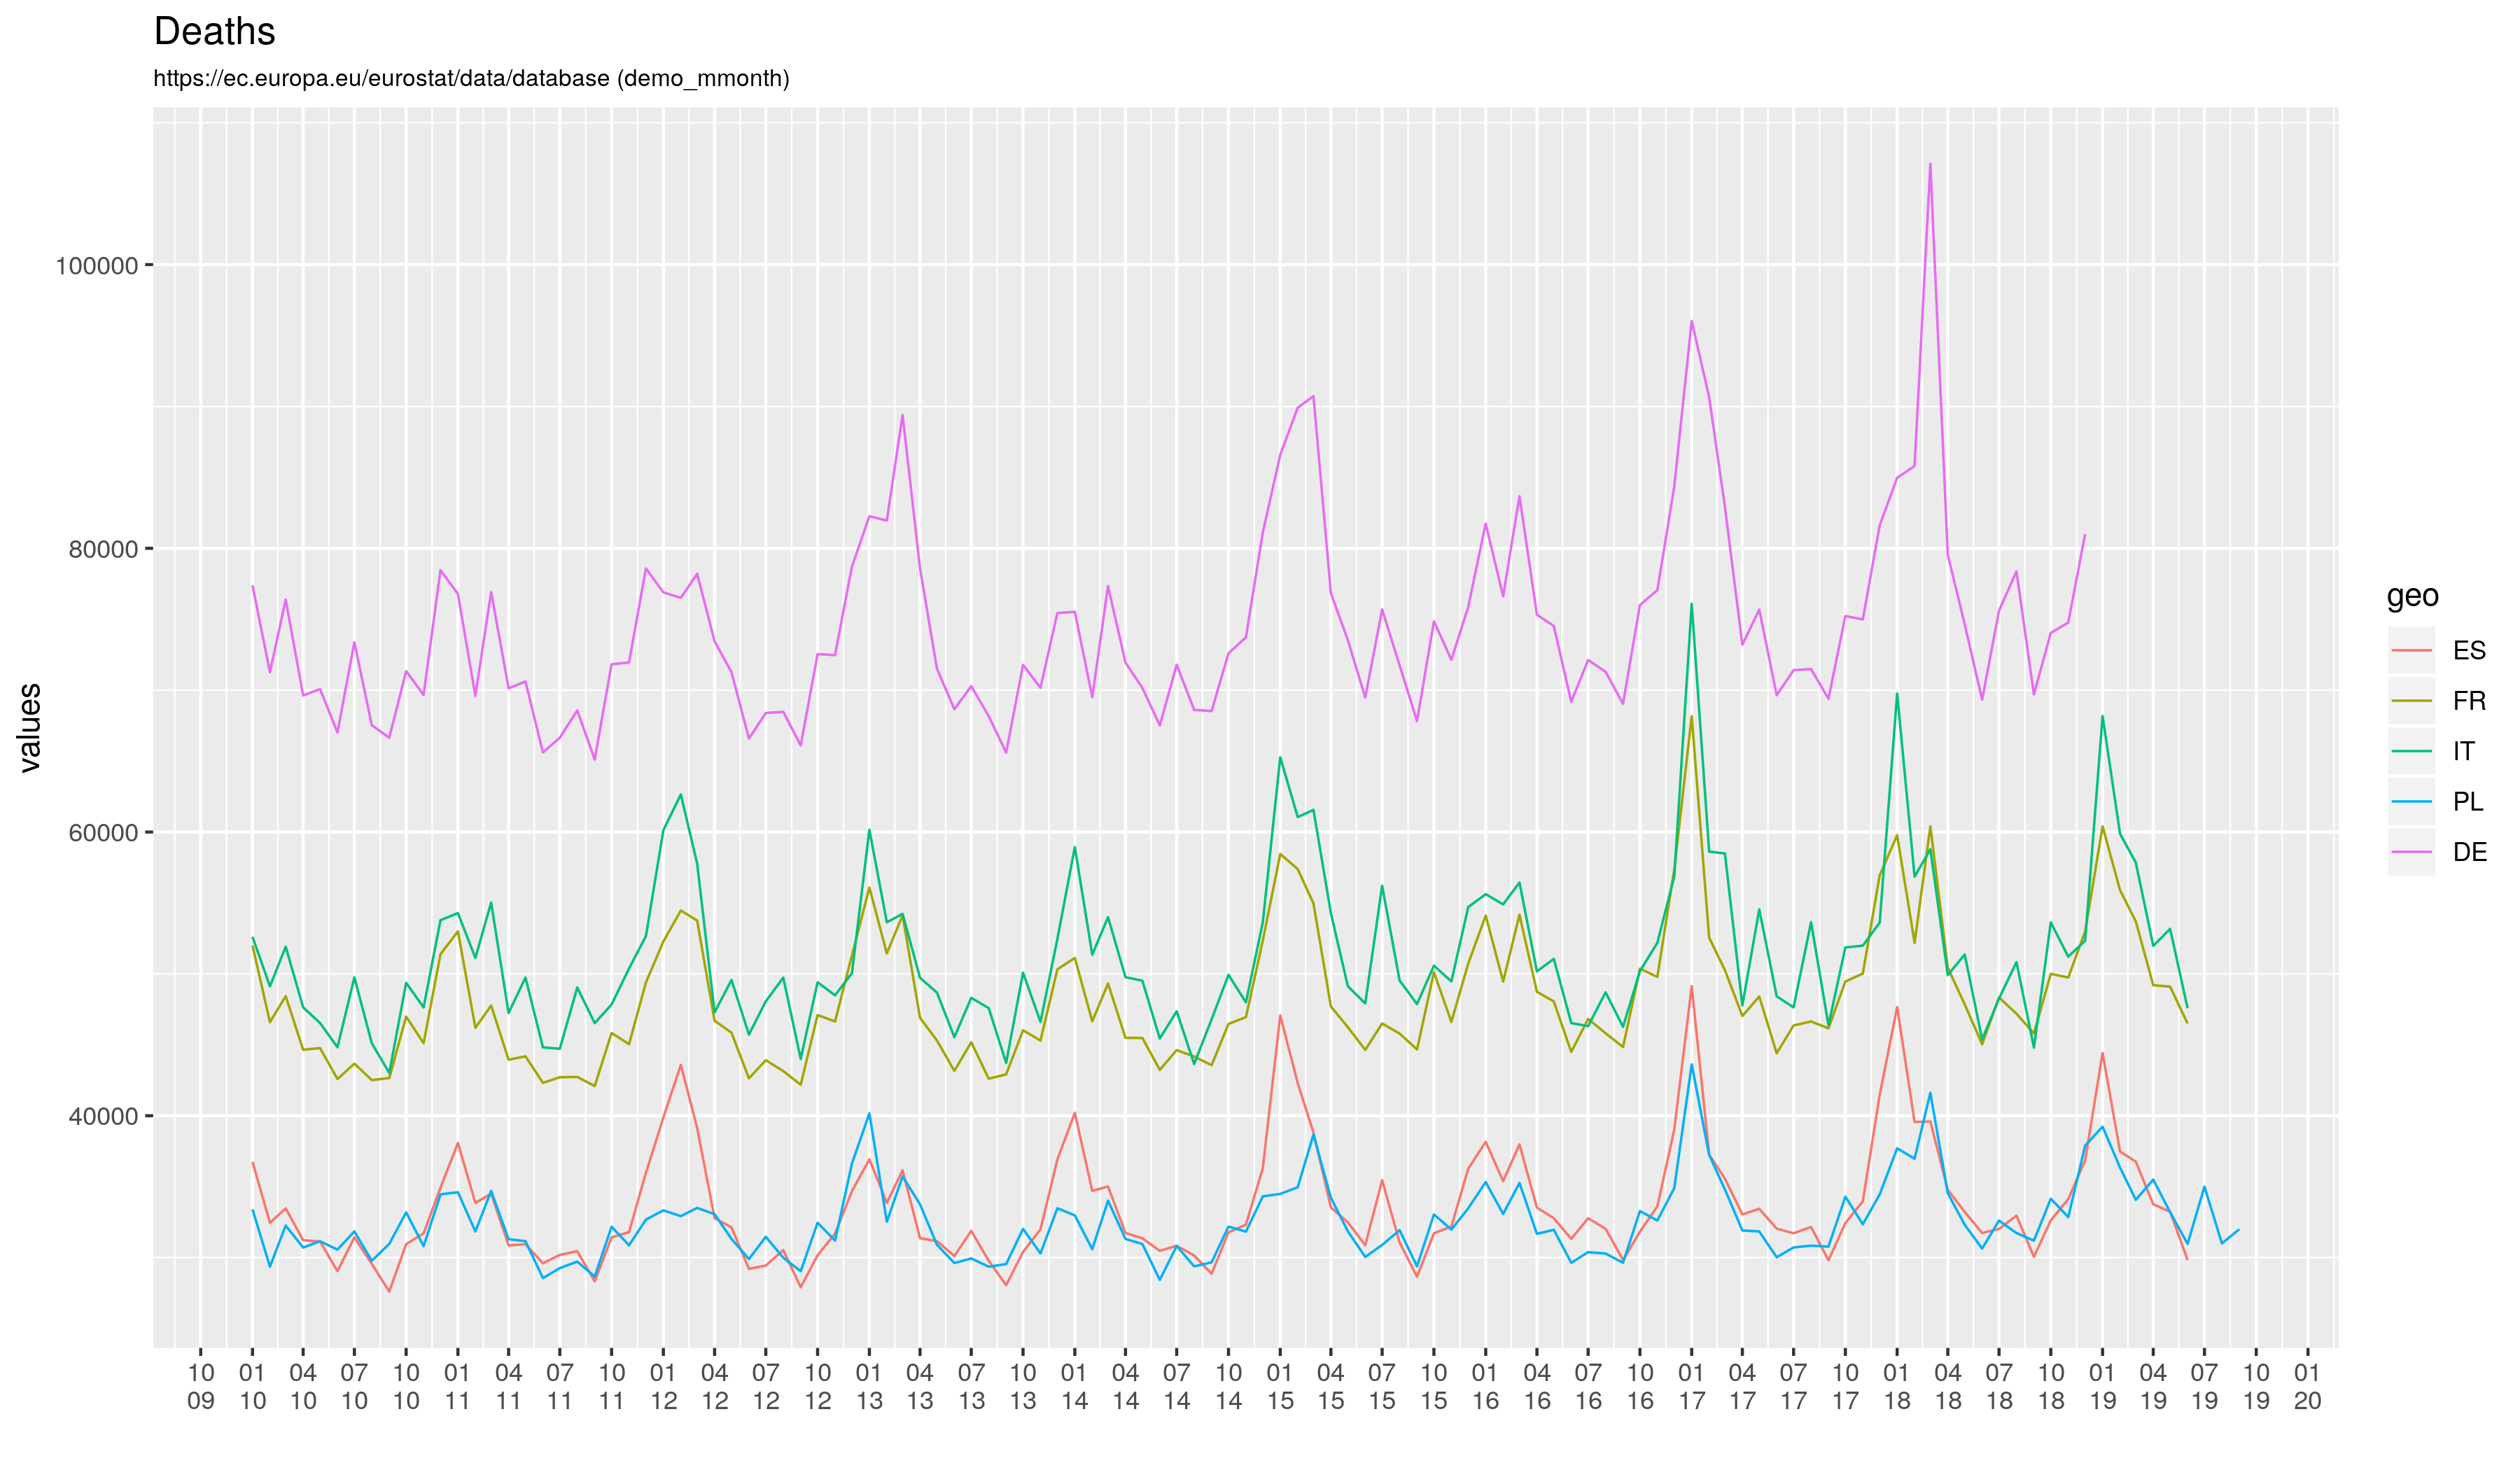 Deaths
https://ec.europa.eu/eurostat/data/database (demo_mmonth)
100000
80000
60000
40000
values
10 01 04 07 10 01 04 07 10 01 04 07 10 01 04 07 10 01 04 07 10 01 04 07 10 01 04 07 10 01 04 07 10 01 04 07 10 01 04 07 10 01
09 10 10 10 10 11 11 11 11 12 12 12 12 13 13 13 13 14 14 14 14 15 15 15 15 16 16 16 16 17 17 17 17 18 18 18 18 19 19 19 19 20
geo
ES
FR
IT
PL
DE